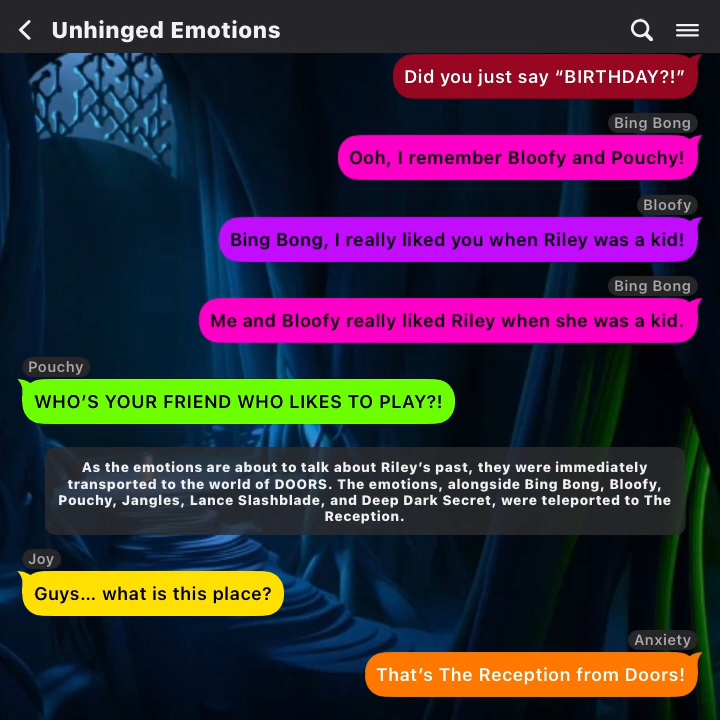 Unhinged Emotions
Did you just say “BIRTHDAY?!”
Bing Bong
Ooh, I remember Bloofy and Pouchy!
Bloofy
Bing Bong, I really liked you when Riley was a kid!
Bing Bong
Me and Bloofy really liked Riley when she was a kid.
Pouchy
WHO’S YOUR FRIEND WHO LIKES TO PLAY?!
As the emotions are about to talk about Riley’s past, they were immediately
transported to the world of DOORS. The emotions, alongside Bing Bong, Bloofy,
Pouchy, Jangles, Lance Slashblade, and Deep Dark Secret, were teleported to The
Reception.
Joy
Guys... what is this place?
Anxiety
That’s The Reception from Doors!